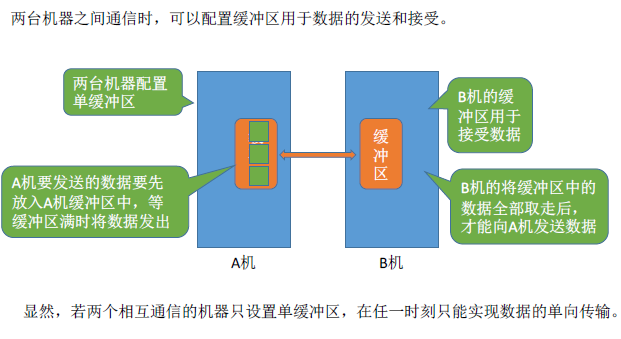 两台机器之间通信时，可以配置缓冲区用于数据的发送和接受。
两台机器配置
单缓冲区
B机的缓
冲区用于
接受数据
缓
冲
区
A机要发送的数据要先
放入A机缓冲区中，等
缓冲区满时将数据发出
B机的将缓冲区中的
数据全部取走后，
才能向A机发送数据
A机
B机
显然，若两个相互通信的机器只设置单缓冲区，在任一时刻只能实现数据的单向传输。